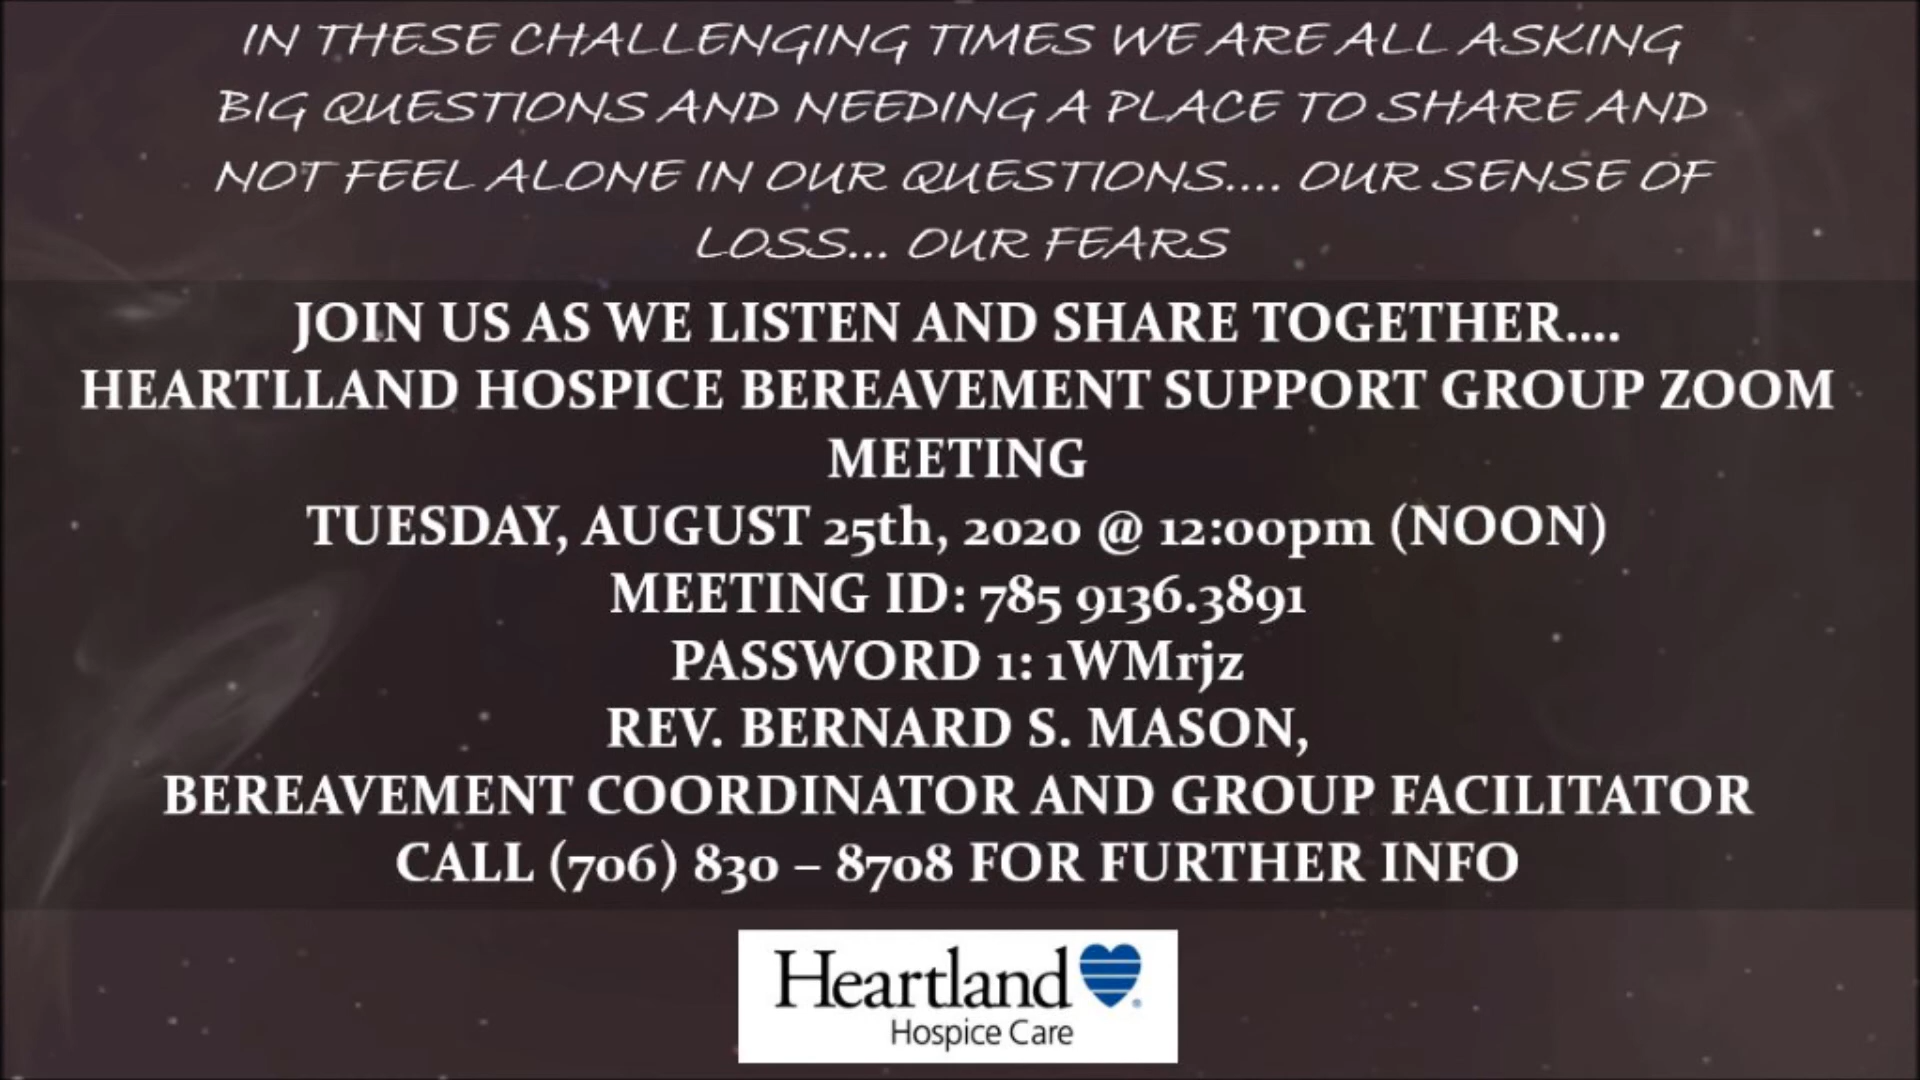 IN THESE CHALLENGING TIMES WE ARE ALL ASKING
BIG QUESTIONS AND NEEDING A PLACE TO SHARE AND
NOT FEEL ALONE IN OUR QUESTIONS.... OUR SENSE OF
LOSS... OUR FEARS
JOIN US AS WE LISTEN AND SHARE TOGETHER....
HEARTLLAND HOSPICE BEREAVEMENT SUPPORT GROUP ZOOM
MEETING
TUESDAY, AUGUST 25th, 2020 @ 12:00pm (NOON)
MEETING ID: 785 9136.3891
PASSWORD 1: 1WMrjz
REV. BERNARD S. MASON,
BEREAVEMENT COORDINATOR AND GROUP FACILITATOR
CALL (706) 830 – 8708 FOR FURTHER INFO
Heartland
Hospice Care